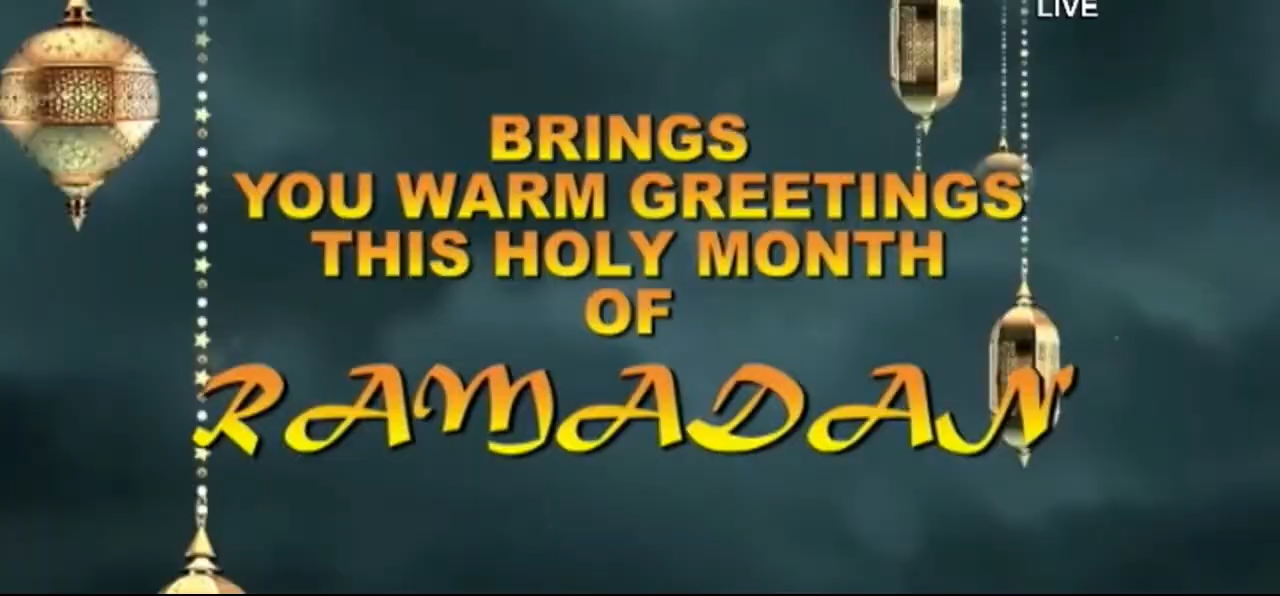 LIVE
BRINGS
YOU WARM GREETINGS
THIS HOLY MONTH
OF
RAMADAN